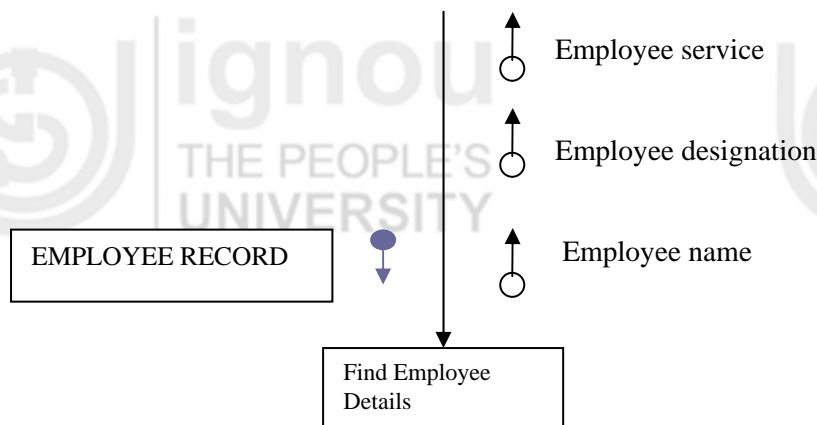 ignou
THE PEOPLE'S
UNIVERSITY
Employee service
Employee designation
EMPLOYEE RECORD
Employee name
Find Employee
Details